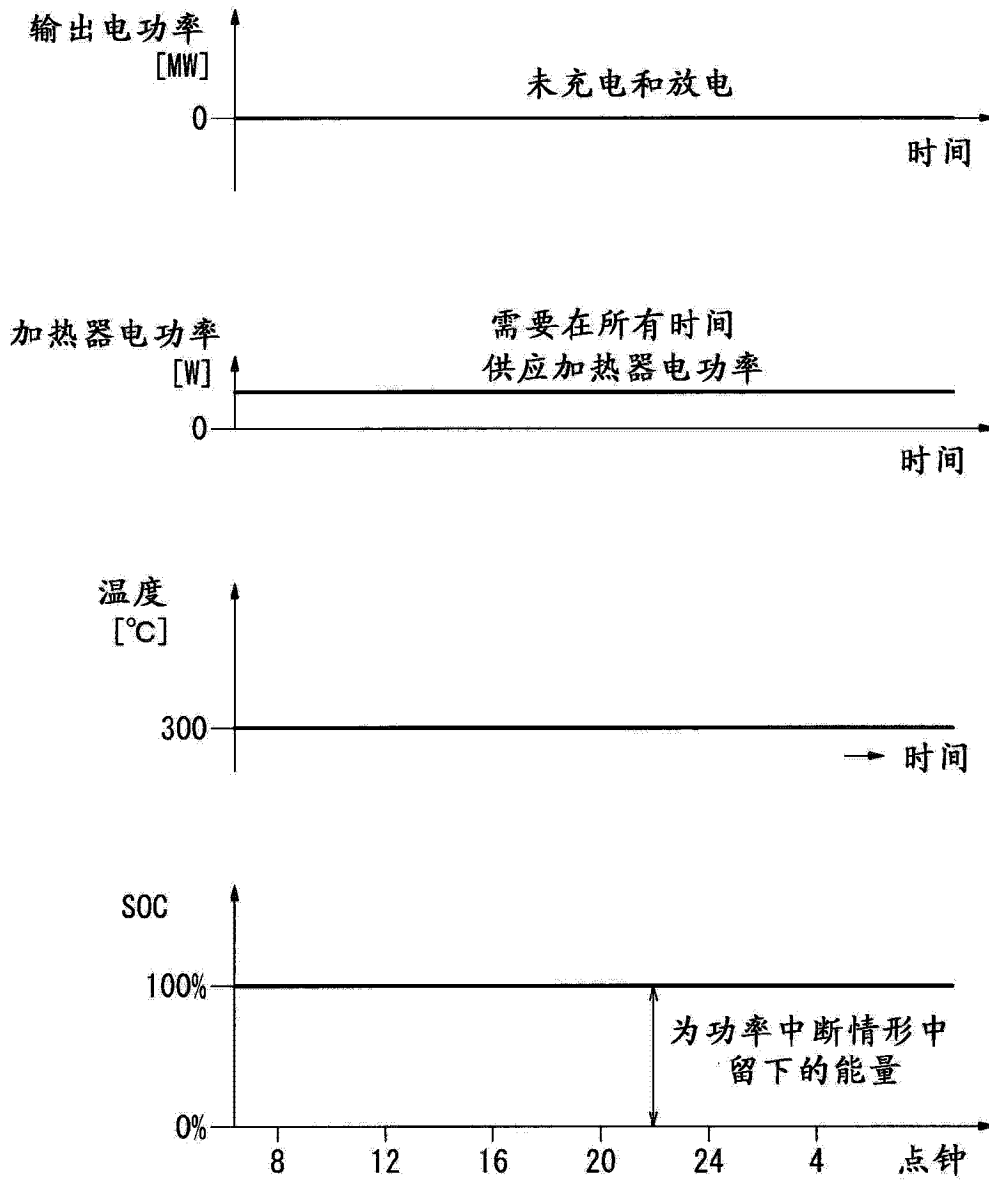 输出电功率
[MW]
未充电和放电
0
时间
加热器电功率
[W]
需要在所有时间
供应加热器电功率
0
时间
温度
[℃]
300
时间
SOC
100%
为功率中断情形中
留下的能量
0%
8 12 16 20 24 4 点钟